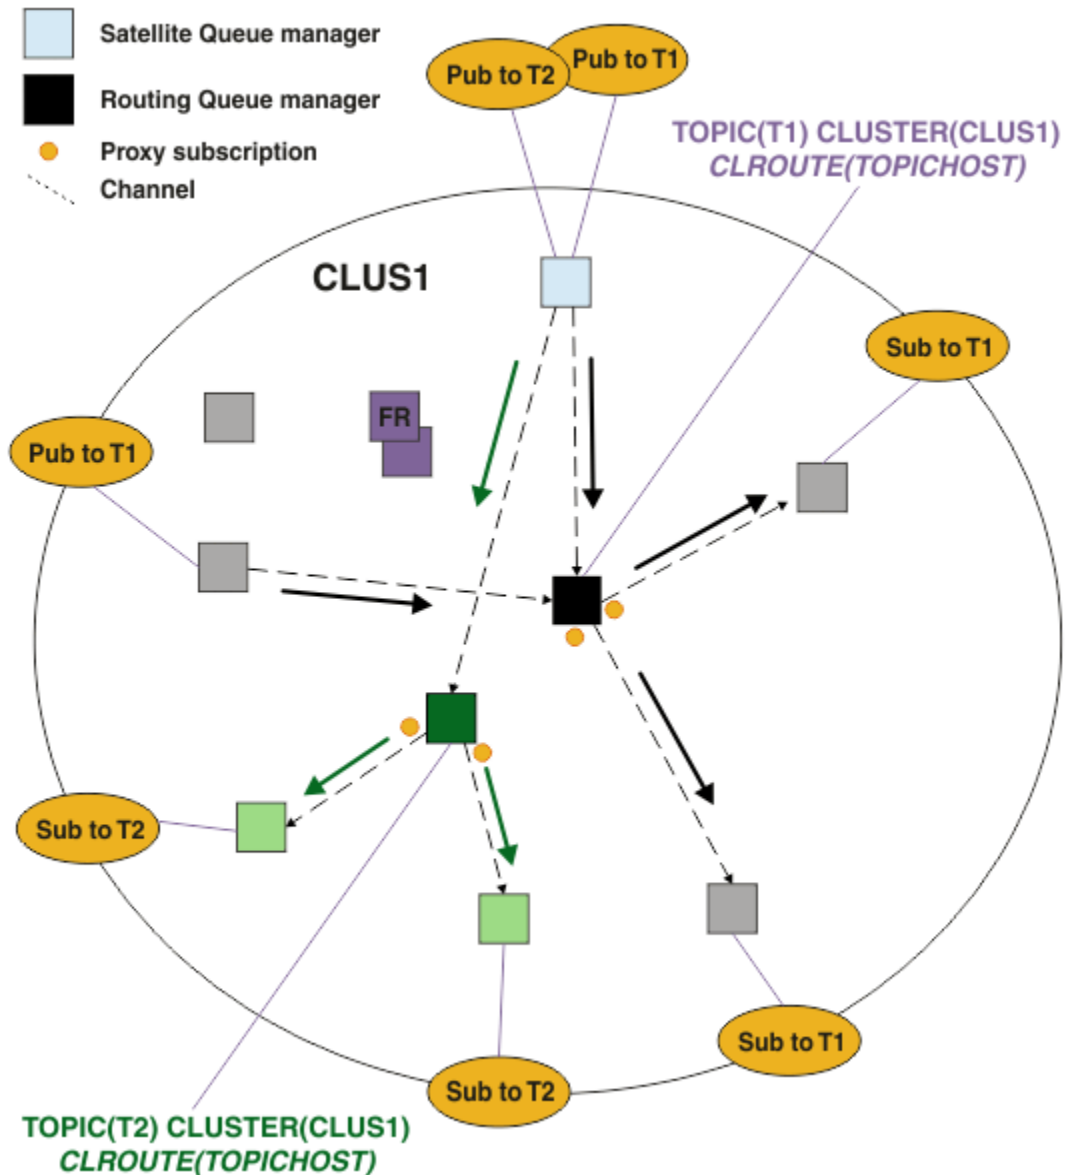 Satellite Queue manager
Routing Queue manager
Proxy subscription
Channel
Pub to T2
Pub to T1
TOPIC(T1) CLUSTER(CLUS1)
CLROUTE(TOPICHOST)
CLUS1
Sub to T1
FR
Pub to T1
Sub to T2
Sub to T1
Sub to T2
TOPIC(T2) CLUSTER(CLUS1)
CLROUTE(TOPICHOST)